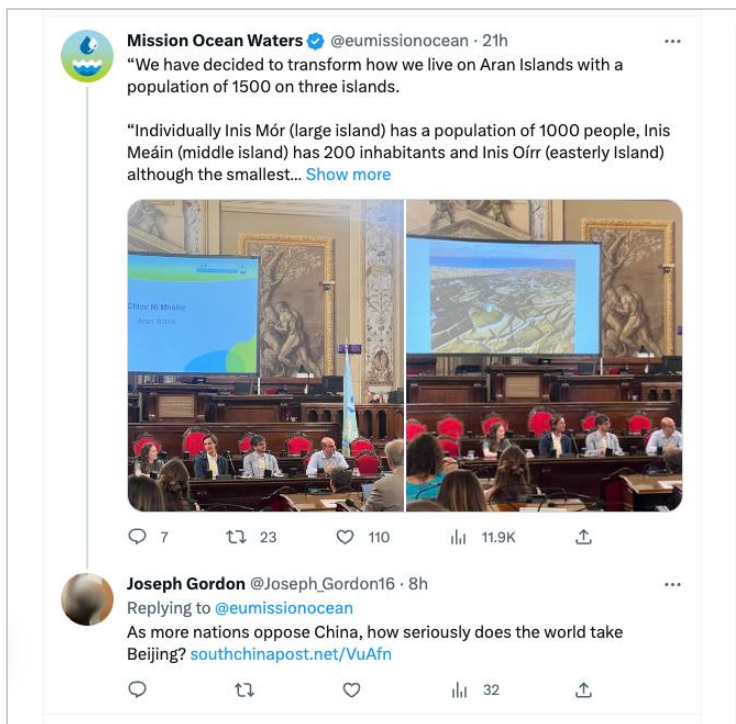 Mission Ocean Waters @eumissionocean · 21h
“We have decided to transform how we live on Aran Islands with a
population of 1500 on three islands.
“Individually Inis Mór (large island) has a population of 1000 people, Inis
Meáin (middle island) has 200 inhabitants and Inis Oírr (easterly Island)
although the smallest... Show more
Aran Island
7 23 110 11.9K
Joseph Gordon @Joseph_Gordon16 · 8h
Replying to @eumissionocean
As more nations oppose China, how seriously does the world take
Beijing? southchinapost.net/VuAfn
32